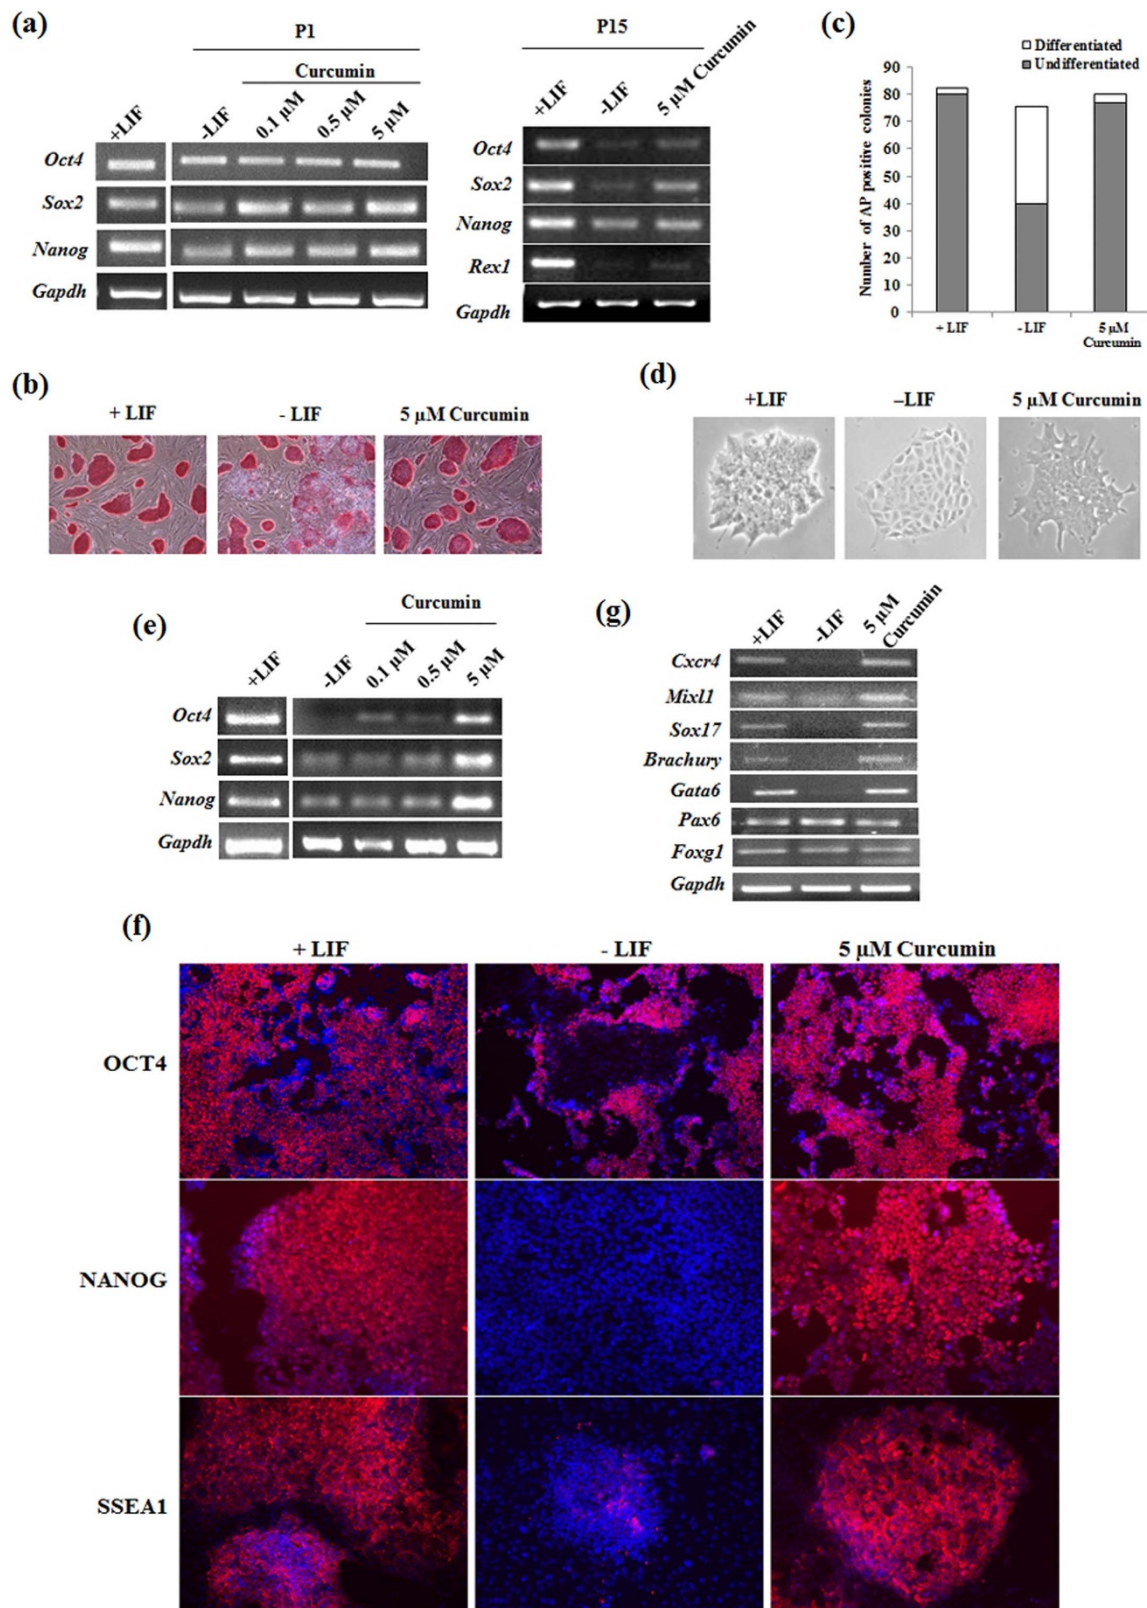 (a)
P1
Curcumin
+LIF
-LIF
0.1 µM
0.5 µM
5 µM
Oct4
Sox2
Nanog
Gapdh
P15
+LIF
-LIF
5 µM Curcumin
Oct4
Sox2
Nanog
Rex1
Gapdh
(c)
Differentiated
Undifferentiated
Number of AP positive colonies
90
80
70
60
50
40
30
20
10
0
+ LIF
- LIF
5 µM
Curcumin
(b)
+ LIF
- LIF
5 µM Curcumin
(d)
+LIF
–LIF
5 µM Curcumin
(e)
Curcumin
+LIF
-LIF
0.1 µM
0.5 µM
5 µM
Oct4
Sox2
Nanog
Gapdh
(g)
+LIF
-LIF
5 µM
Curcumin
Cxcr4
Mixl1
Sox17
Brachury
Gata6
Pax6
Foxg1
Gapdh
(f)
+ LIF
- LIF
5 µM Curcumin
OCT4
NANOG
SSEA1